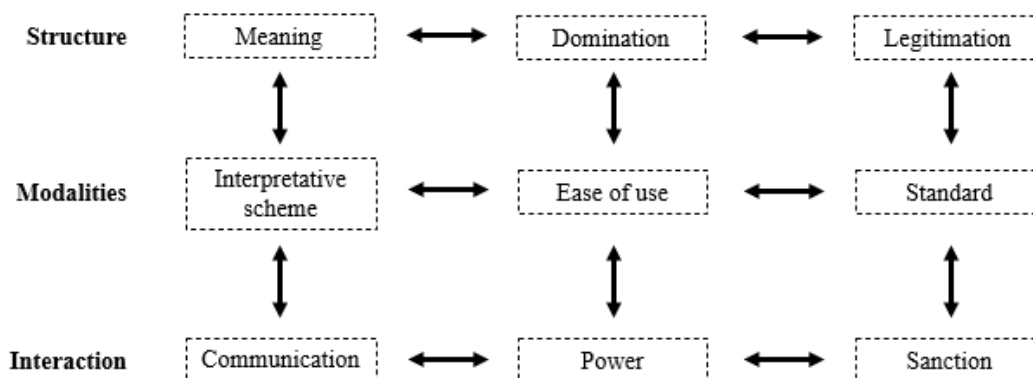 Structure
Meaning
Domination
Legitimation
Modalities
Interpretative
scheme
Ease of use
Standard
Interaction
Communication
Power
Sanction